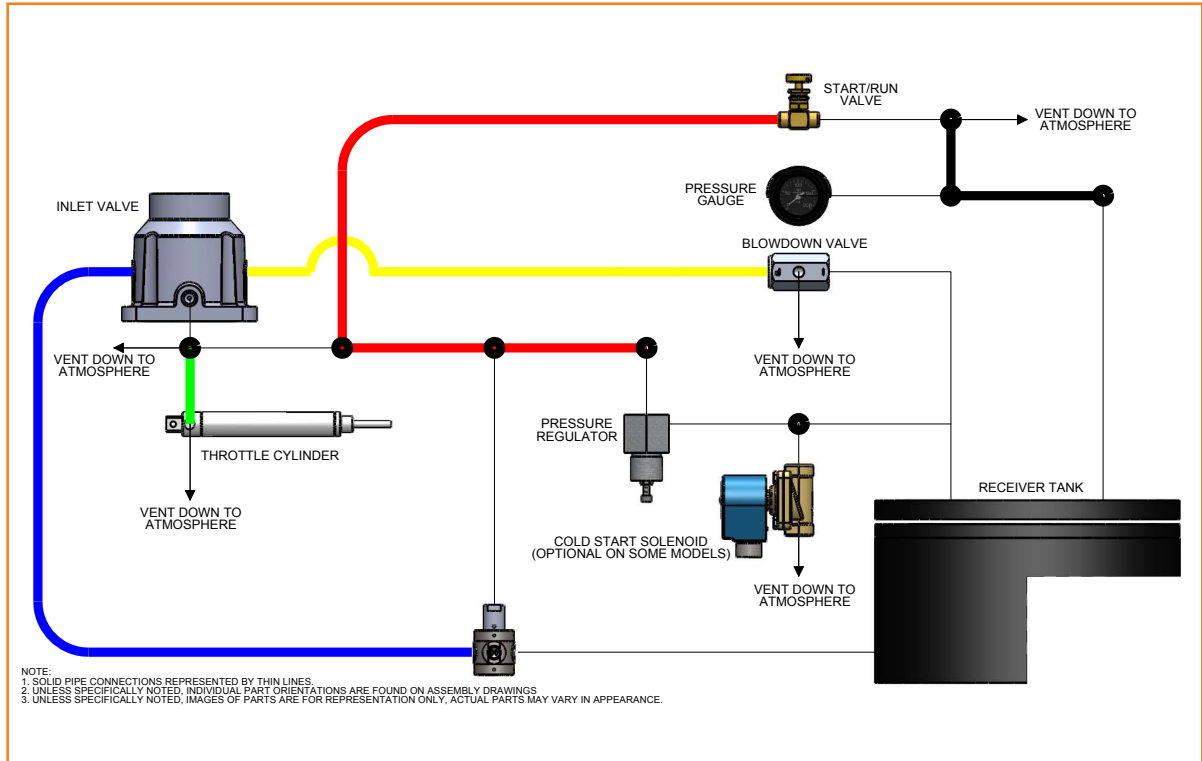 START/RUN
VALVE
VENT DOWN TO
ATMOSPHERE
PRESSURE
GAUGE
INLET VALVE
BLOWDOWN VALVE
VENT DOWN TO
ATMOSPHERE
VENT DOWN TO
ATMOSPHERE
PRESSURE
REGULATOR
THROTTLE CYLINDER
RECEIVER TANK
VENT DOWN TO
ATMOSPHERE
COLD START SOLENOID
(OPTIONAL ON SOME MODELS)
VENT DOWN TO
ATMOSPHERE
NOTE:
1. SOLID PIPE CONNECTIONS REPRESENTED BY THIN LINES.
2. UNLESS SPECIFICALLY NOTED, INDIVIDUAL PART ORIENTATIONS ARE FOUND ON ASSEMBLY DRAWINGS
3. UNLESS SPECIFICALLY NOTED, IMAGES OF PARTS ARE FOR REPRESENTATION ONLY, ACTUAL PARTS MAY VARY IN APPEARANCE.